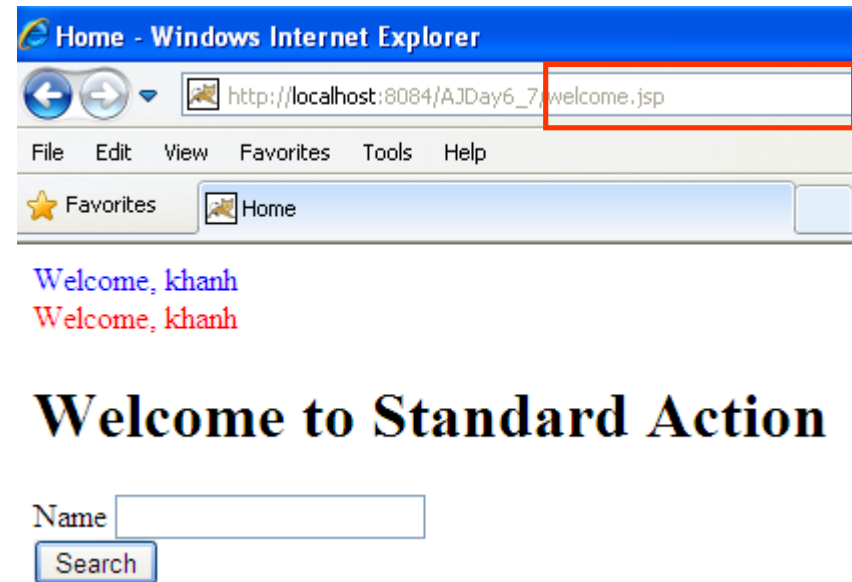 Home - Windows Internet Explorer
http://localhost:8084/AJDay6_7/welcome.jsp
File Edit View Favorites Tools Help
Favorites Home
Welcome, khanh
Welcome, khanh
Welcome to Standard Action
Name
Search